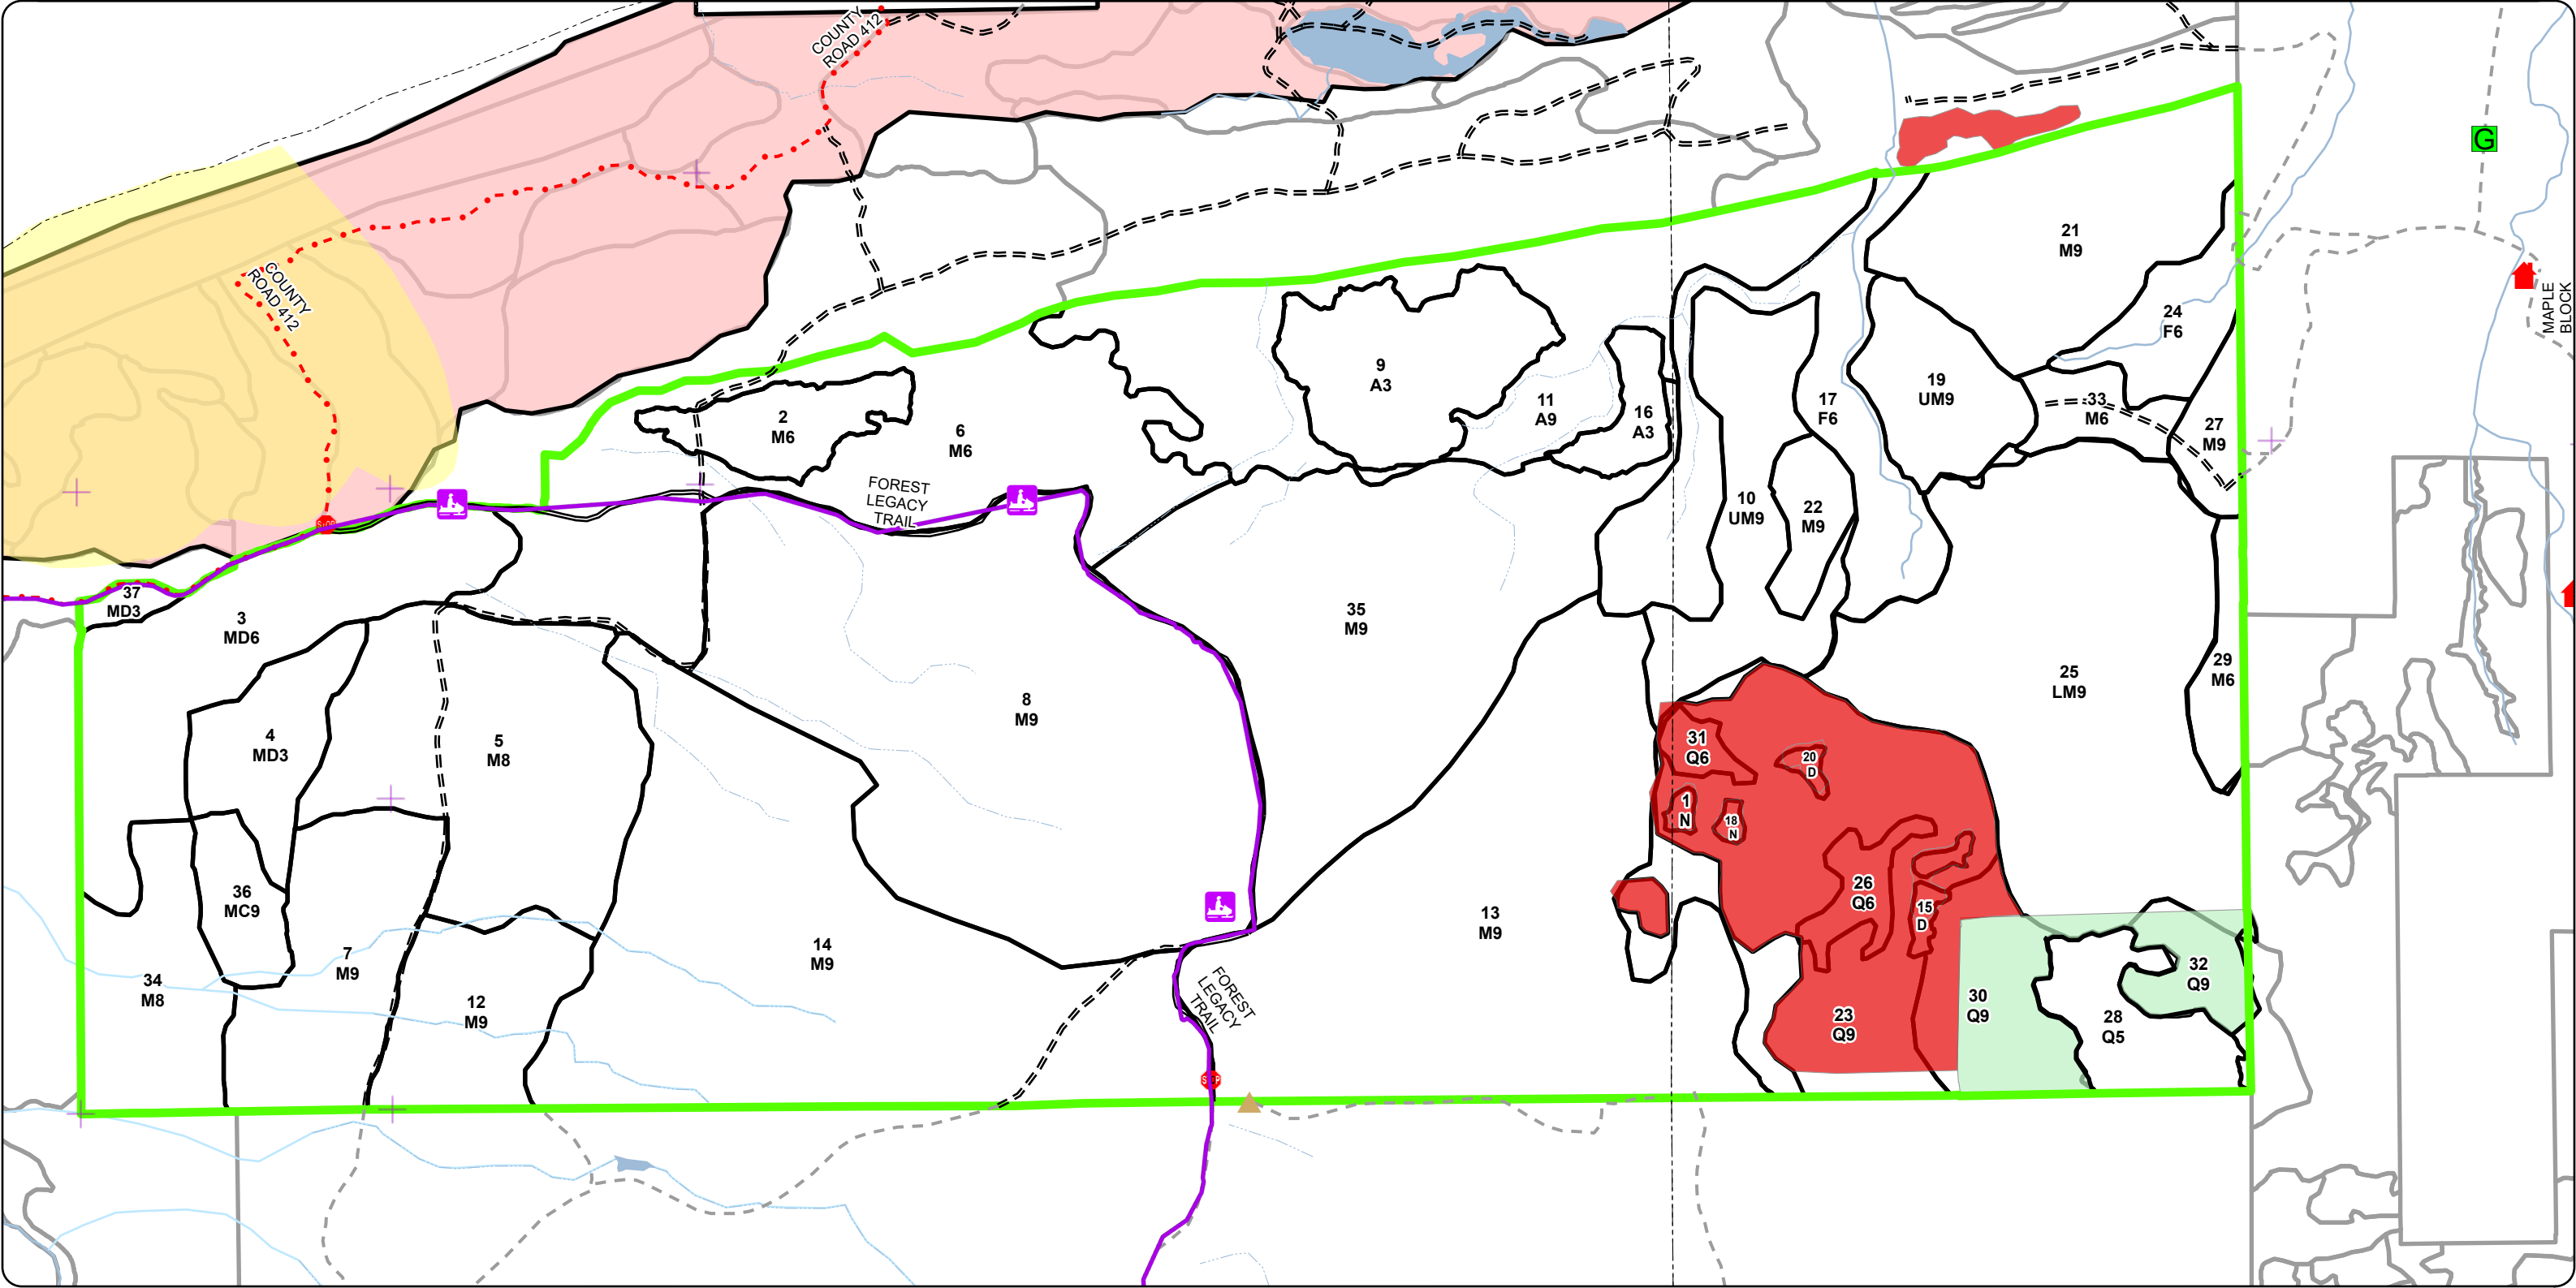 COUNTY
ROAD 412
G
COUNTY
ROAD 412
MAPLE
BLOCK
21
M9
24
F6
9
A3
11
A9
16
A3
17
F6
19
UM9
33
M6
27
M9
2
M6
6
M6
FOREST
LEGACY
TRAIL
10
UM9
22
M9
STOP
37
MD3
3
MD6
35
M9
25
LM9
29
M6
4
MD3
5
M8
8
M9
31
Q6
20
D
1
N
18
N
36
MC9
26
Q6
15
D
13
M9
7
M9
14
M9
34
M8
12
M9
32
Q9
30
Q9
28
Q5
23
Q9
FOREST
LEGACY
TRAIL
STOP